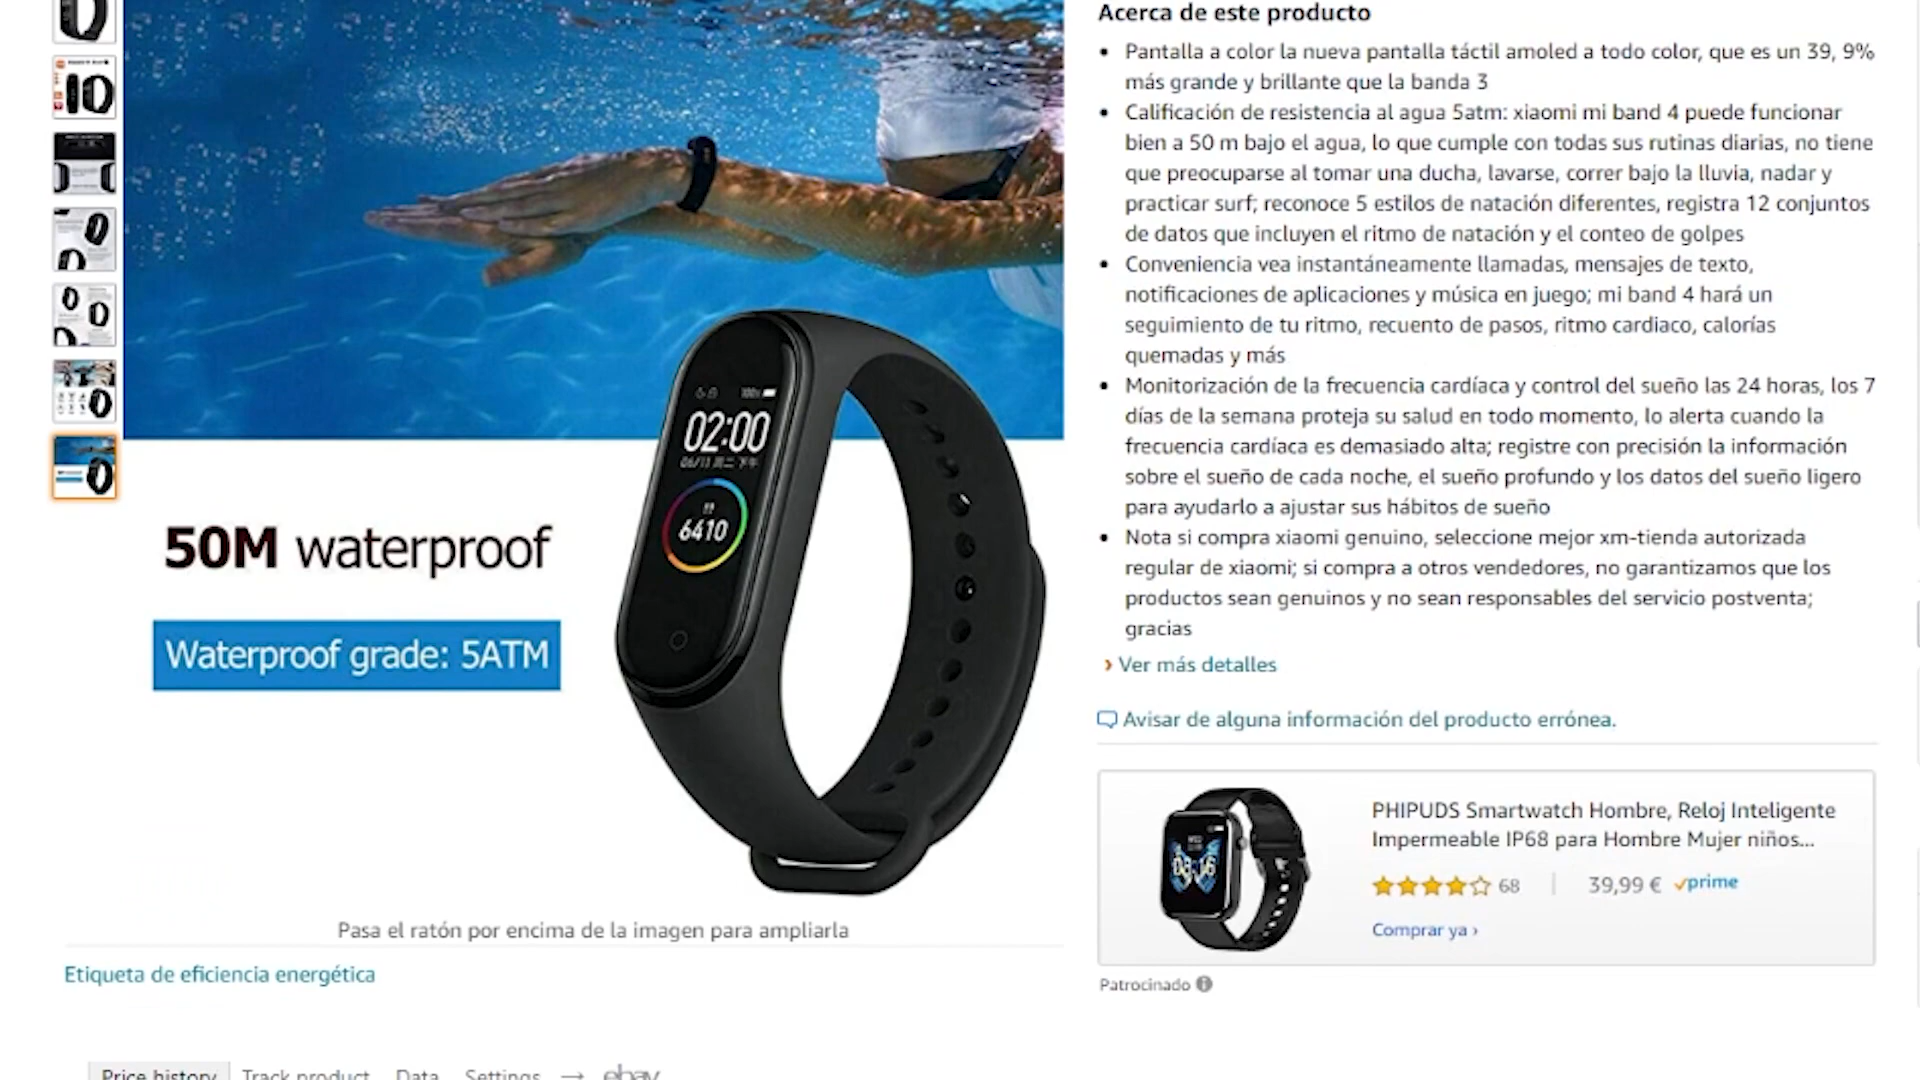 Acerca de este producto
• Pantalla a color la nueva pantalla táctil amoled a todo color, que es un 39, 9%
más grande y brillante que la banda 3
• Calificación de resistencia al agua 5atm: xiaomi mi band 4 puede funcionar
bien a 50 m bajo el agua, lo que cumple con todas sus rutinas diarias, no tiene
que preocuparse al tomar una ducha, lavarse, correr bajo la lluvia, nadar y
practicar surf; reconoce 5 estilos de natación diferentes, registra 12 conjuntos
de datos que incluyen el ritmo de natación y el conteo de golpes
• Conveniencia vea instantáneamente llamadas, mensajes de texto,
notificaciones de aplicaciones y música en juego; mi band 4 hará un
seguimiento de tu ritmo, recuento de pasos, ritmo cardiaco, calorías
quemadas y más
• Monitorización de la frecuencia cardíaca y control del sueño las 24 horas, los 7
días de la semana proteja su salud en todo momento, lo alerta cuando la
frecuencia cardíaca es demasiado alta; registre con precisión la información
sobre el sueño de cada noche, el sueño profundo y los datos del sueño ligero
para ayudarlo a ajustar sus hábitos de sueño
• Nota si compra xiaomi genuino, seleccione mejor xm-tienda autorizada
regular de xiaomi; si compra a otros vendedores, no garantizamos que los
productos sean genuinos y no sean responsables del servicio postventa;
gracias
› Ver más detalles
Avisar de alguna información del producto errónea.
100%
02:00
06/11 周二 下午
6410
50M waterproof
Waterproof grade: 5ATM
Pasa el ratón por encima de la imagen para ampliarla
Etiqueta de eficiencia energética
PHIPUDS Smartwatch Hombre, Reloj Inteligente
Impermeable IP68 para Hombre Mujer niños...
68 | 39,99 € prime
Comprar ya ›
Patrocinado
Price history Track product Data Settings → ebay